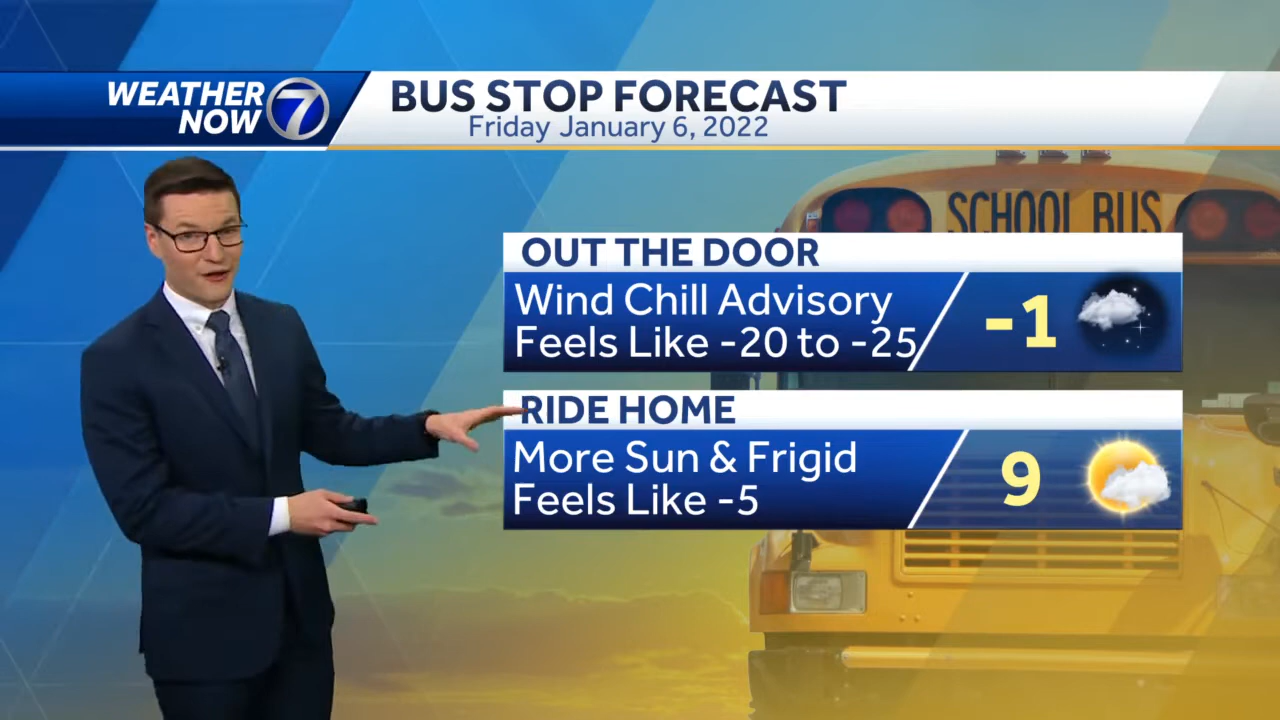 WEATHER
NOW 7
BUS STOP FORECAST
Friday January 6, 2022
SCHOOL BUS
OUT THE DOOR
Wind Chill Advisory
Feels Like -20 to -25
-1
RIDE HOME
More Sun & Frigid
Feels Like -5
9